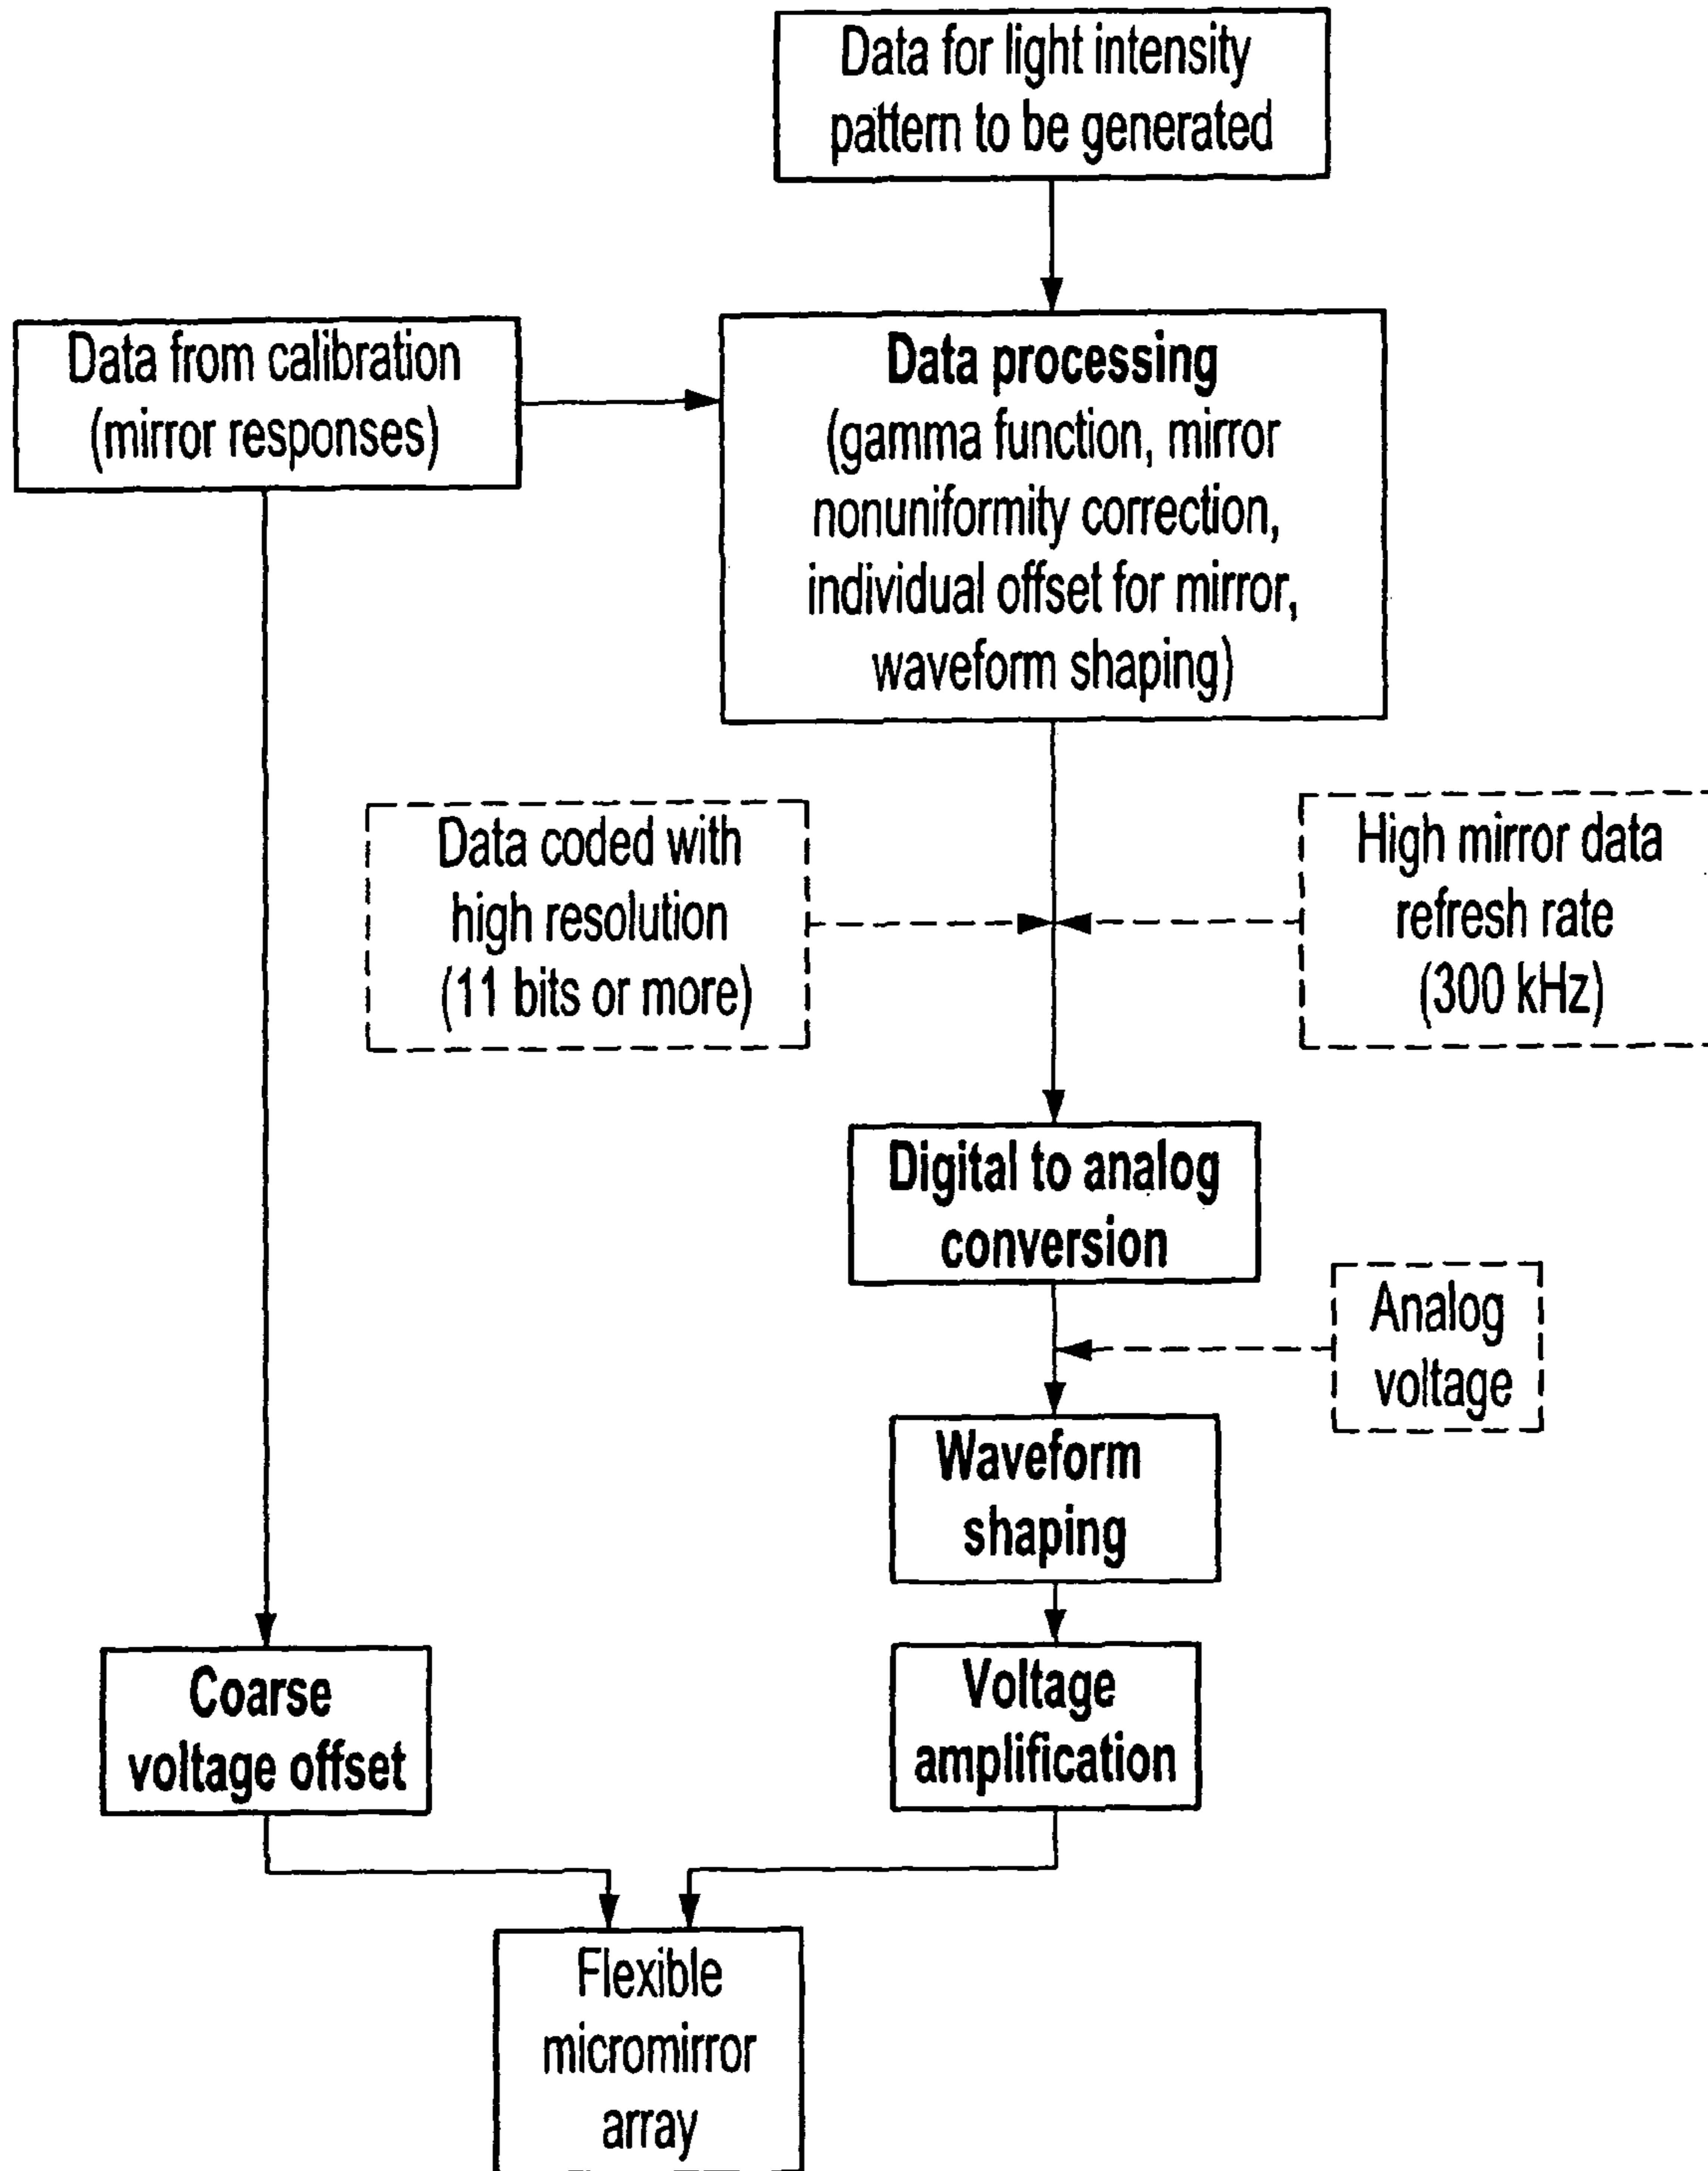 Data for light intensity
pattern to be generated
Data from calibration
(mirror responses)
Data processing
(gamma function, mirror
nonuniformity correction,
individual offset for mirror,
waveform shaping)
Data coded with
high resolution
(11 bits or more)
High mirror data
refresh rate
(300 kHz)
Digital to analog
conversion
Analog
voltage
Waveform
shaping
Coarse
voltage offset
Voltage
amplification
Flexible
micromirror
array